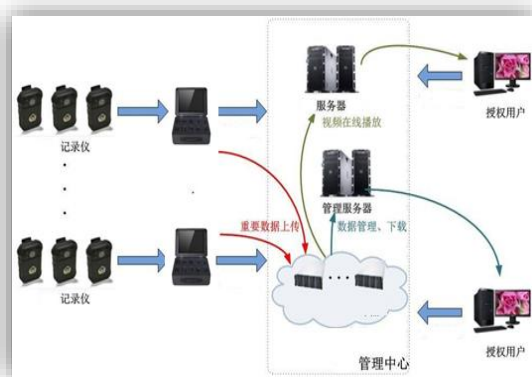 服务器
视频在线播放
授权用户
记录仪
管理服务器
重要数据上传
数据管理、下载
记录仪
授权用户
管理中心